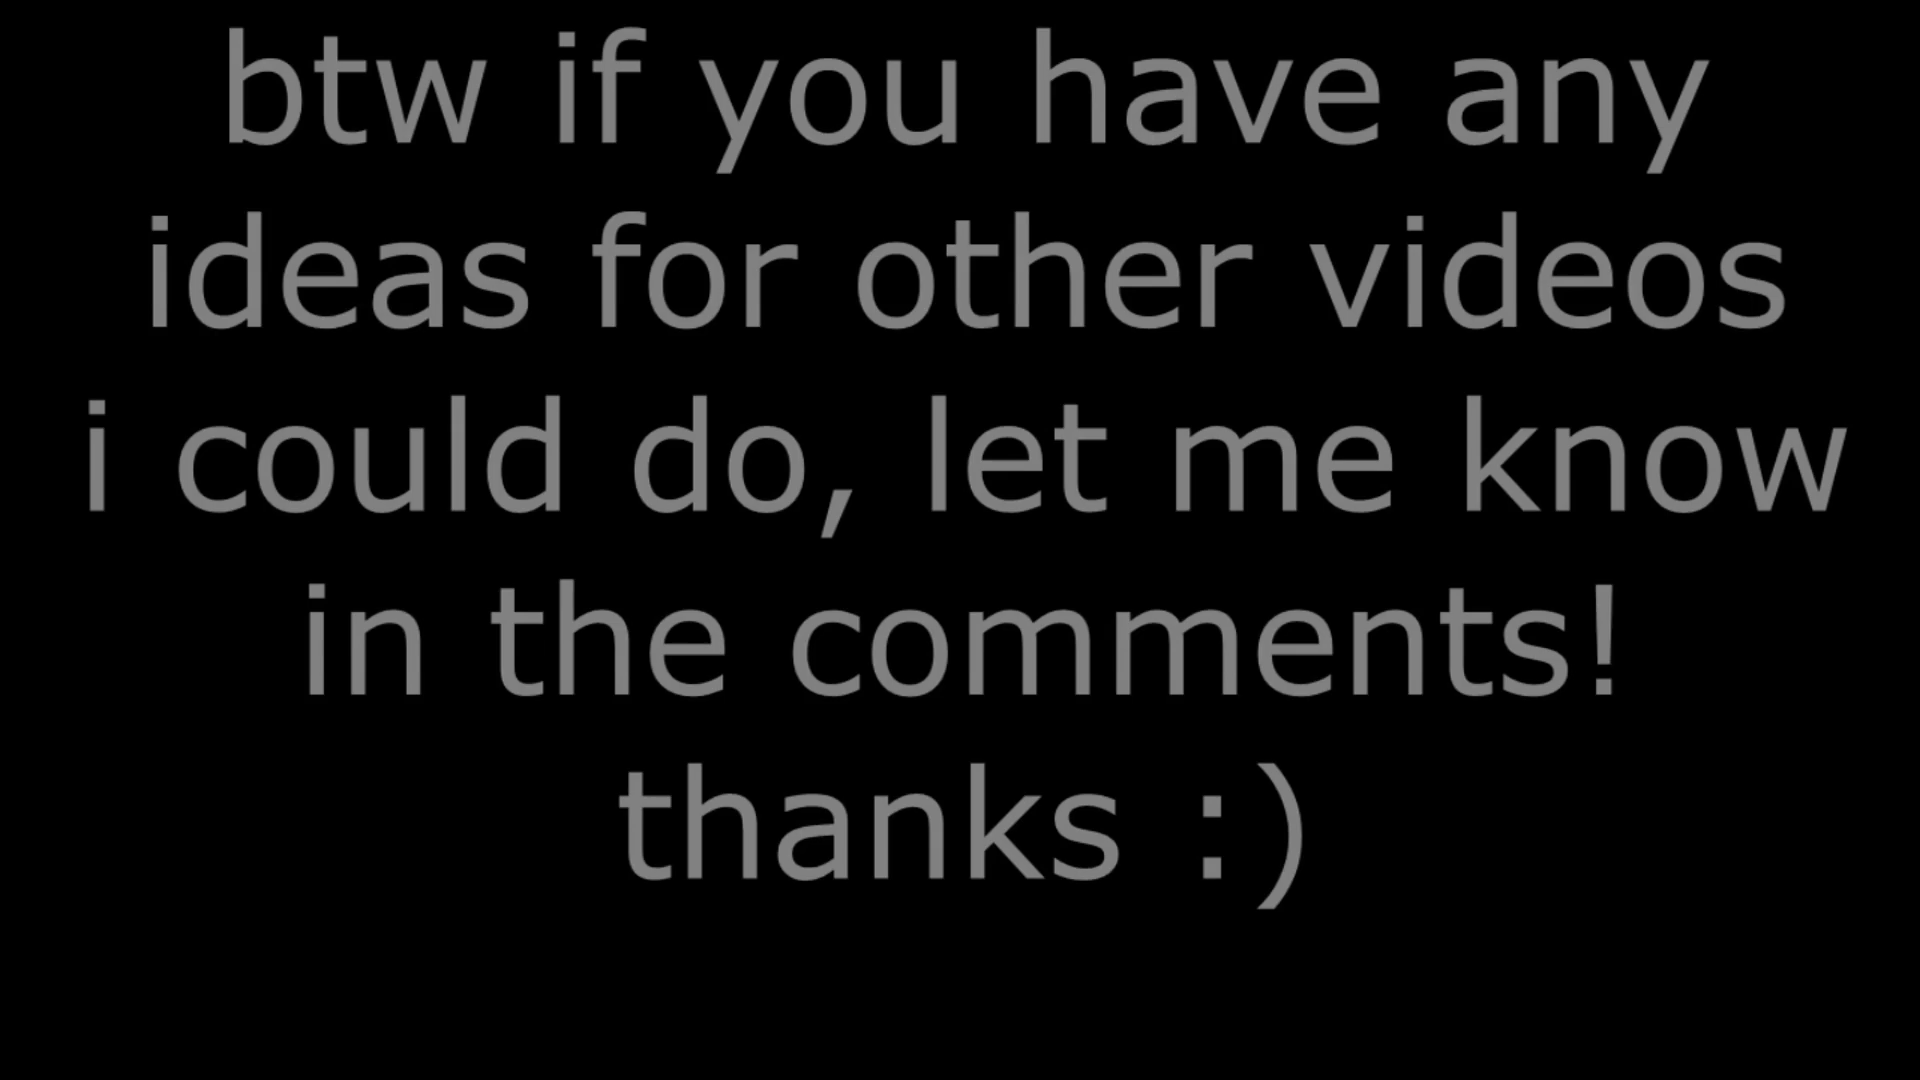 btw if you have any
ideas for other videos
i could do, let me know
in the comments!
thanks :)